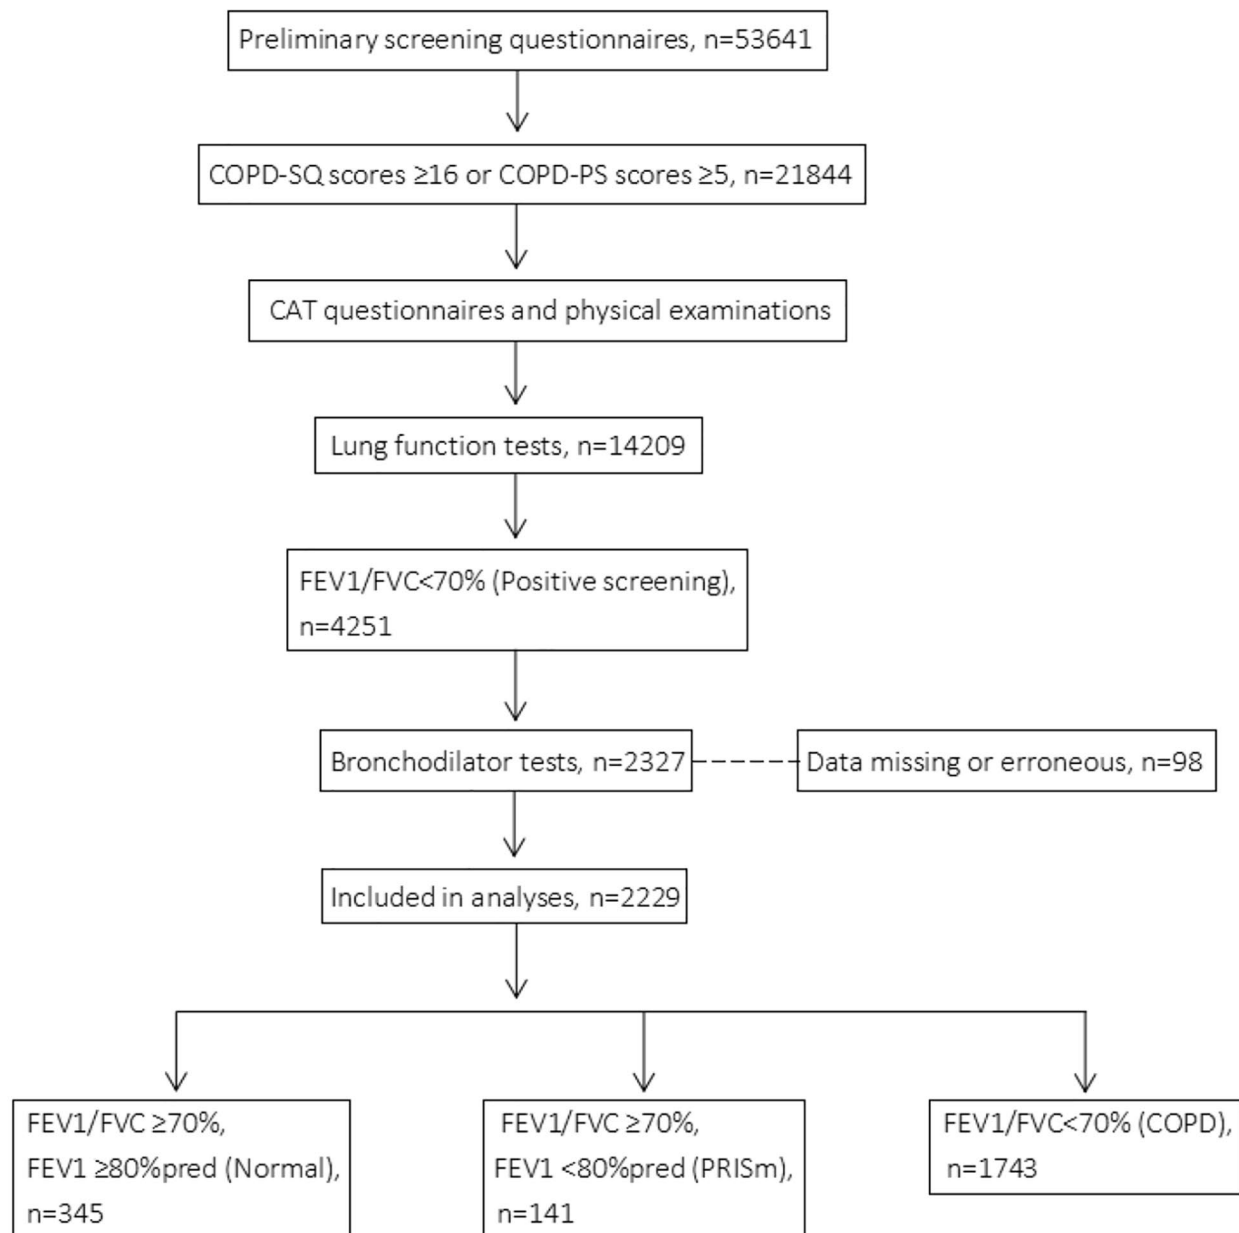 Preliminary screening questionnaires, n=53641
COPD-SQ scores ≥16 or COPD-PS scores ≥5, n=21844
CAT questionnaires and physical examinations
Lung function tests, n=14209
FEV1/FVC<70% (Positive screening),
n=4251
Bronchodilator tests, n=2327
Data missing or erroneous, n=98
Included in analyses, n=2229
FEV1/FVC ≥70%,
FEV1 ≥80%pred (Normal),
n=345
FEV1/FVC ≥70%,
FEV1 <80%pred (PRISm),
n=141
FEV1/FVC<70% (COPD),
n=1743